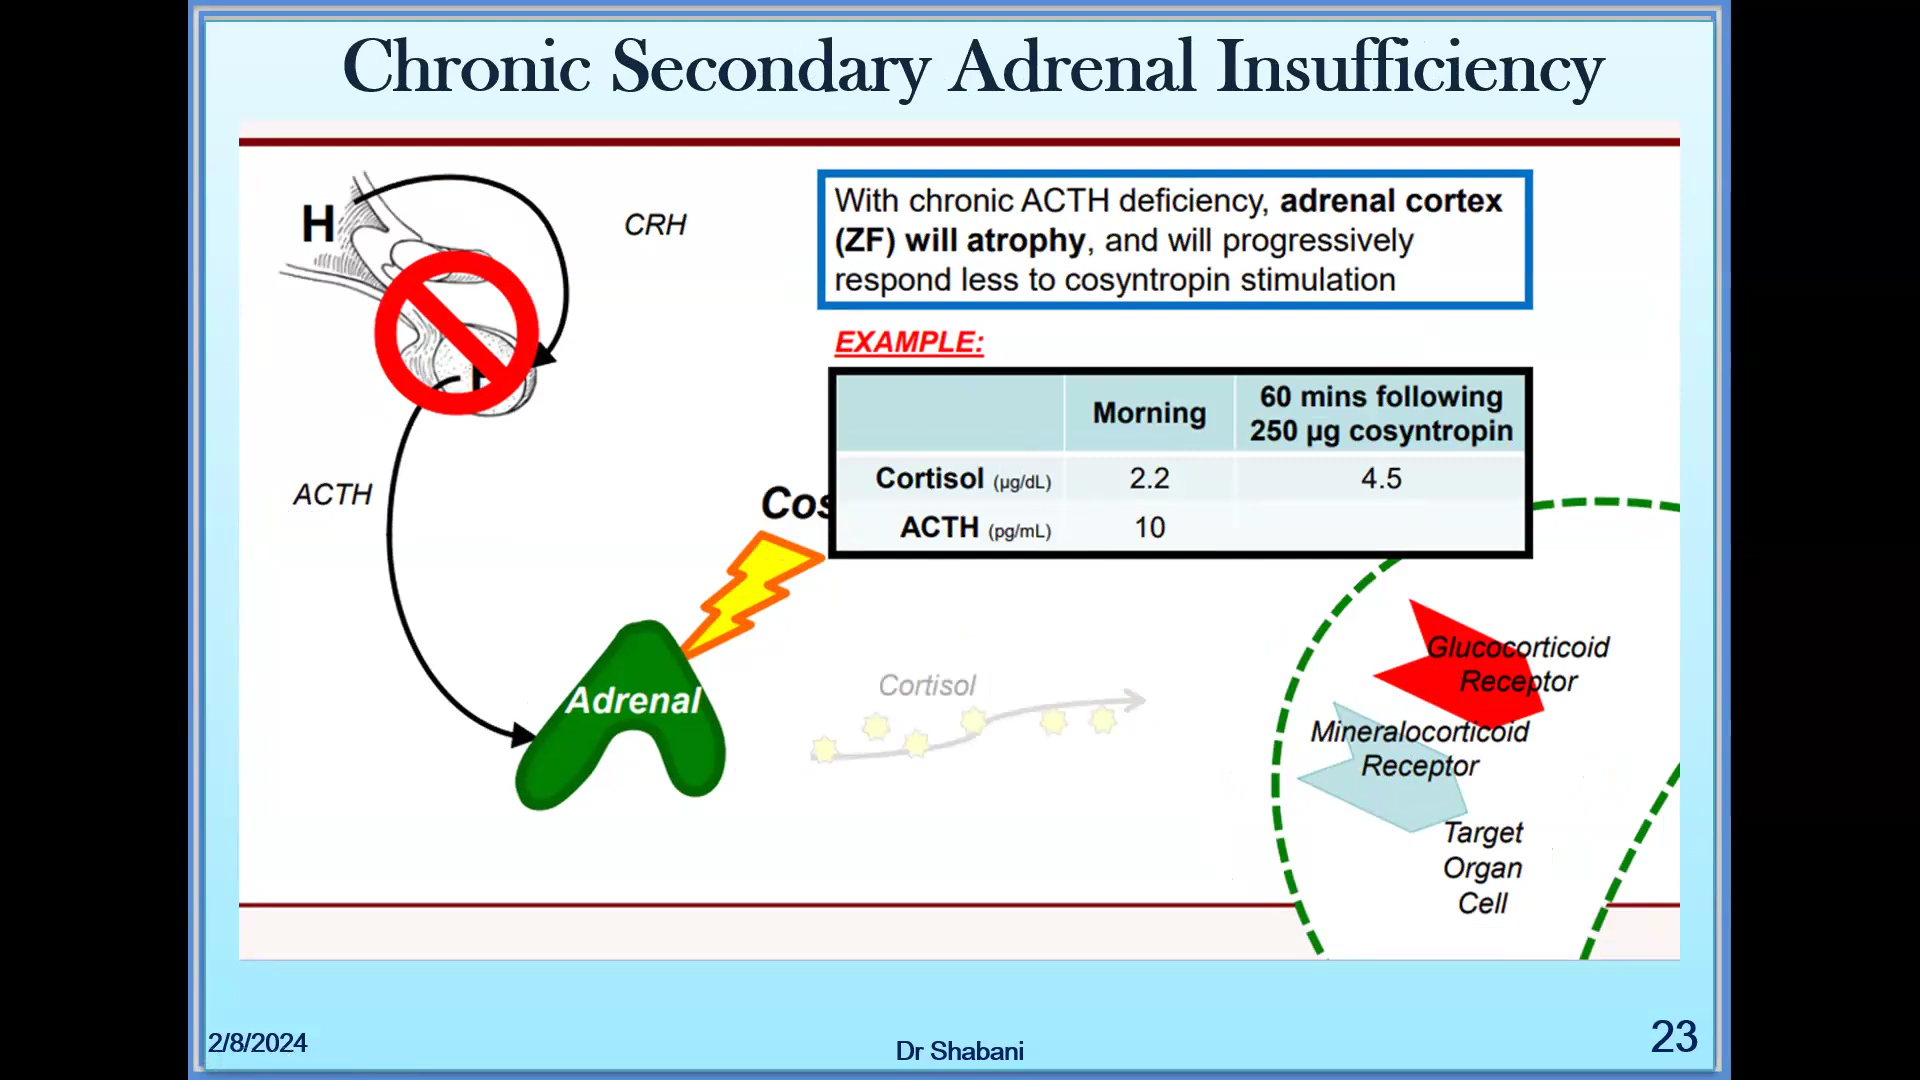 Chronic Secondary Adrenal Insufficiency
H
CRH
With chronic ACTH deficiency, adrenal cortex
(ZF) will atrophy, and will progressively
respond less to cosyntropin stimulation
EXAMPLE:
Morning
60 mins following
250 µg cosyntropin
Cortisol (µg/dL) 2.2 4.5
ACTH (pg/mL) 10
ACTH
Cos
Adrenal
Cortisol
Glucocorticoid
Receptor
Mineralocorticoid
Receptor
Target
Organ
Cell
2/8/2024
Dr Shabani
23